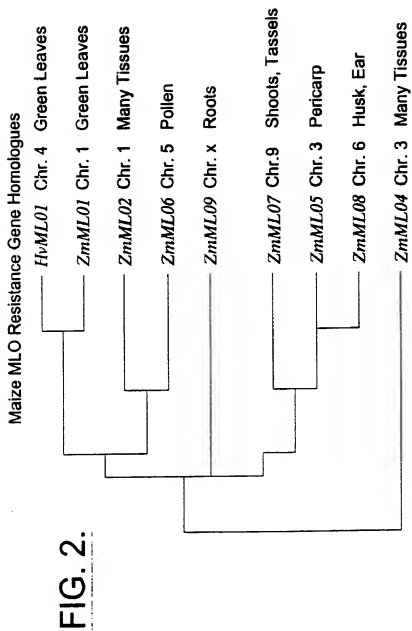 Maize MLO Resistance Gene Homologues
HvML01 Chr. 4 Green Leaves
ZmML01 Chr. 1 Green Leaves
ZmML02 Chr. 1 Many Tissues
ZmML06 Chr. 5 Pollen
ZmML09 Chr. x Roots
ZmML07 Chr.9 Shoots, Tassels
ZmML05 Chr. 3 Pericarp
ZmML08 Chr. 6 Husk, Ear
ZmML04 Chr. 3 Many Tissues
FIG. 2.